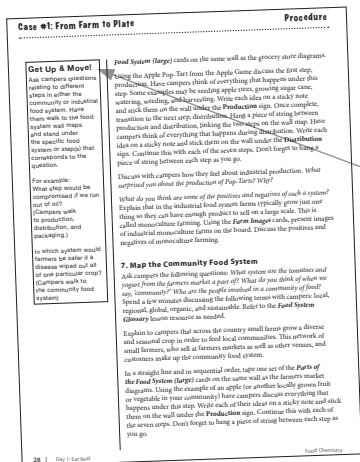 Case #1: From Farm to Plate
Procedure
Get Up & Move!
Ask campers questions
relating to different
steps in either the
community or industrial
food system. Have
them walk to the food
system wall maps
and stand under
the specific food
system or step(s) that
corresponds to the
question.
For example:
What step would be
compromised if we run
out of oil?
(Campers walk
to production,
distribution, and
packaging.)
In which system would
farmers be safer if a
disease wiped out all
of one particular crop?
(Campers walk to
the community food
system)
Food System (large) cards on the same wall as the grocery store diagrams.
Using the Apple Pop-Tart from the Apple Game discuss the first step,
production. Have campers think of everything that happens under this
step. Some examples may be seeding apple trees, growing sugar cane,
watering, weeding, and harvesting. Write each idea on a sticky note
and stick them on the wall under the Production sign. Once complete,
transition to the next step, distribution. Hang a piece of string between
production and distribution, linking the two steps on the wall map. Have
campers think of everything that happens during distribution. Write each
idea on a sticky note and stick them on the wall under the Distribution
sign. Continue this with each of the seven steps. Don't forget to hang a
piece of string between each step as you go.
Discuss with campers how they feel about industrial production. What
surprised you about the production of Pop-Tarts? Why?
What do you think are some of the positives and negatives of such a system?
Explain that in the industrial food system farms typically grow just one
thing so they can have enough product to sell on a large scale. This is
called monoculture farming. Using the Farm Images cards, present images
of industrial monoculture farms on the board. Discuss the positives and
negatives of monoculture farming.
7. Map the Community Food System
Ask campers the following questions: What system are the tomatoes and
yogurt from the farmers market a part of? What do you think of when we
say, 'community?' Who are the people involved in a community of food?
Spend a few minutes discussing the following terms with campers: local,
regional, global, organic, and sustainable. Refer to the Food System
Glossary lesson resource as needed.
Explain to campers that across the country small farms grow a diverse
and seasonal crop in order to feed local communities. This network of
small farmers, who sell at farmers markets as well as other venues, and
customers make up the community food system.
In a straight line and in sequential order, tape one set of the Parts of
the Food System (large) cards on the same wall as the farmers market
diagrams. Using the example of an apple (or another locally grown fruit
or vegetable in your community) have campers discuss everything that
happens under this step. Write each of their ideas on a sticky note and stick
them on the wall under the Production sign. Continue this with each of
the seven steps. Don't forget to hang a piece of string between each step as
you go.
28 | Day 1: Eat Real
Food Chemistry